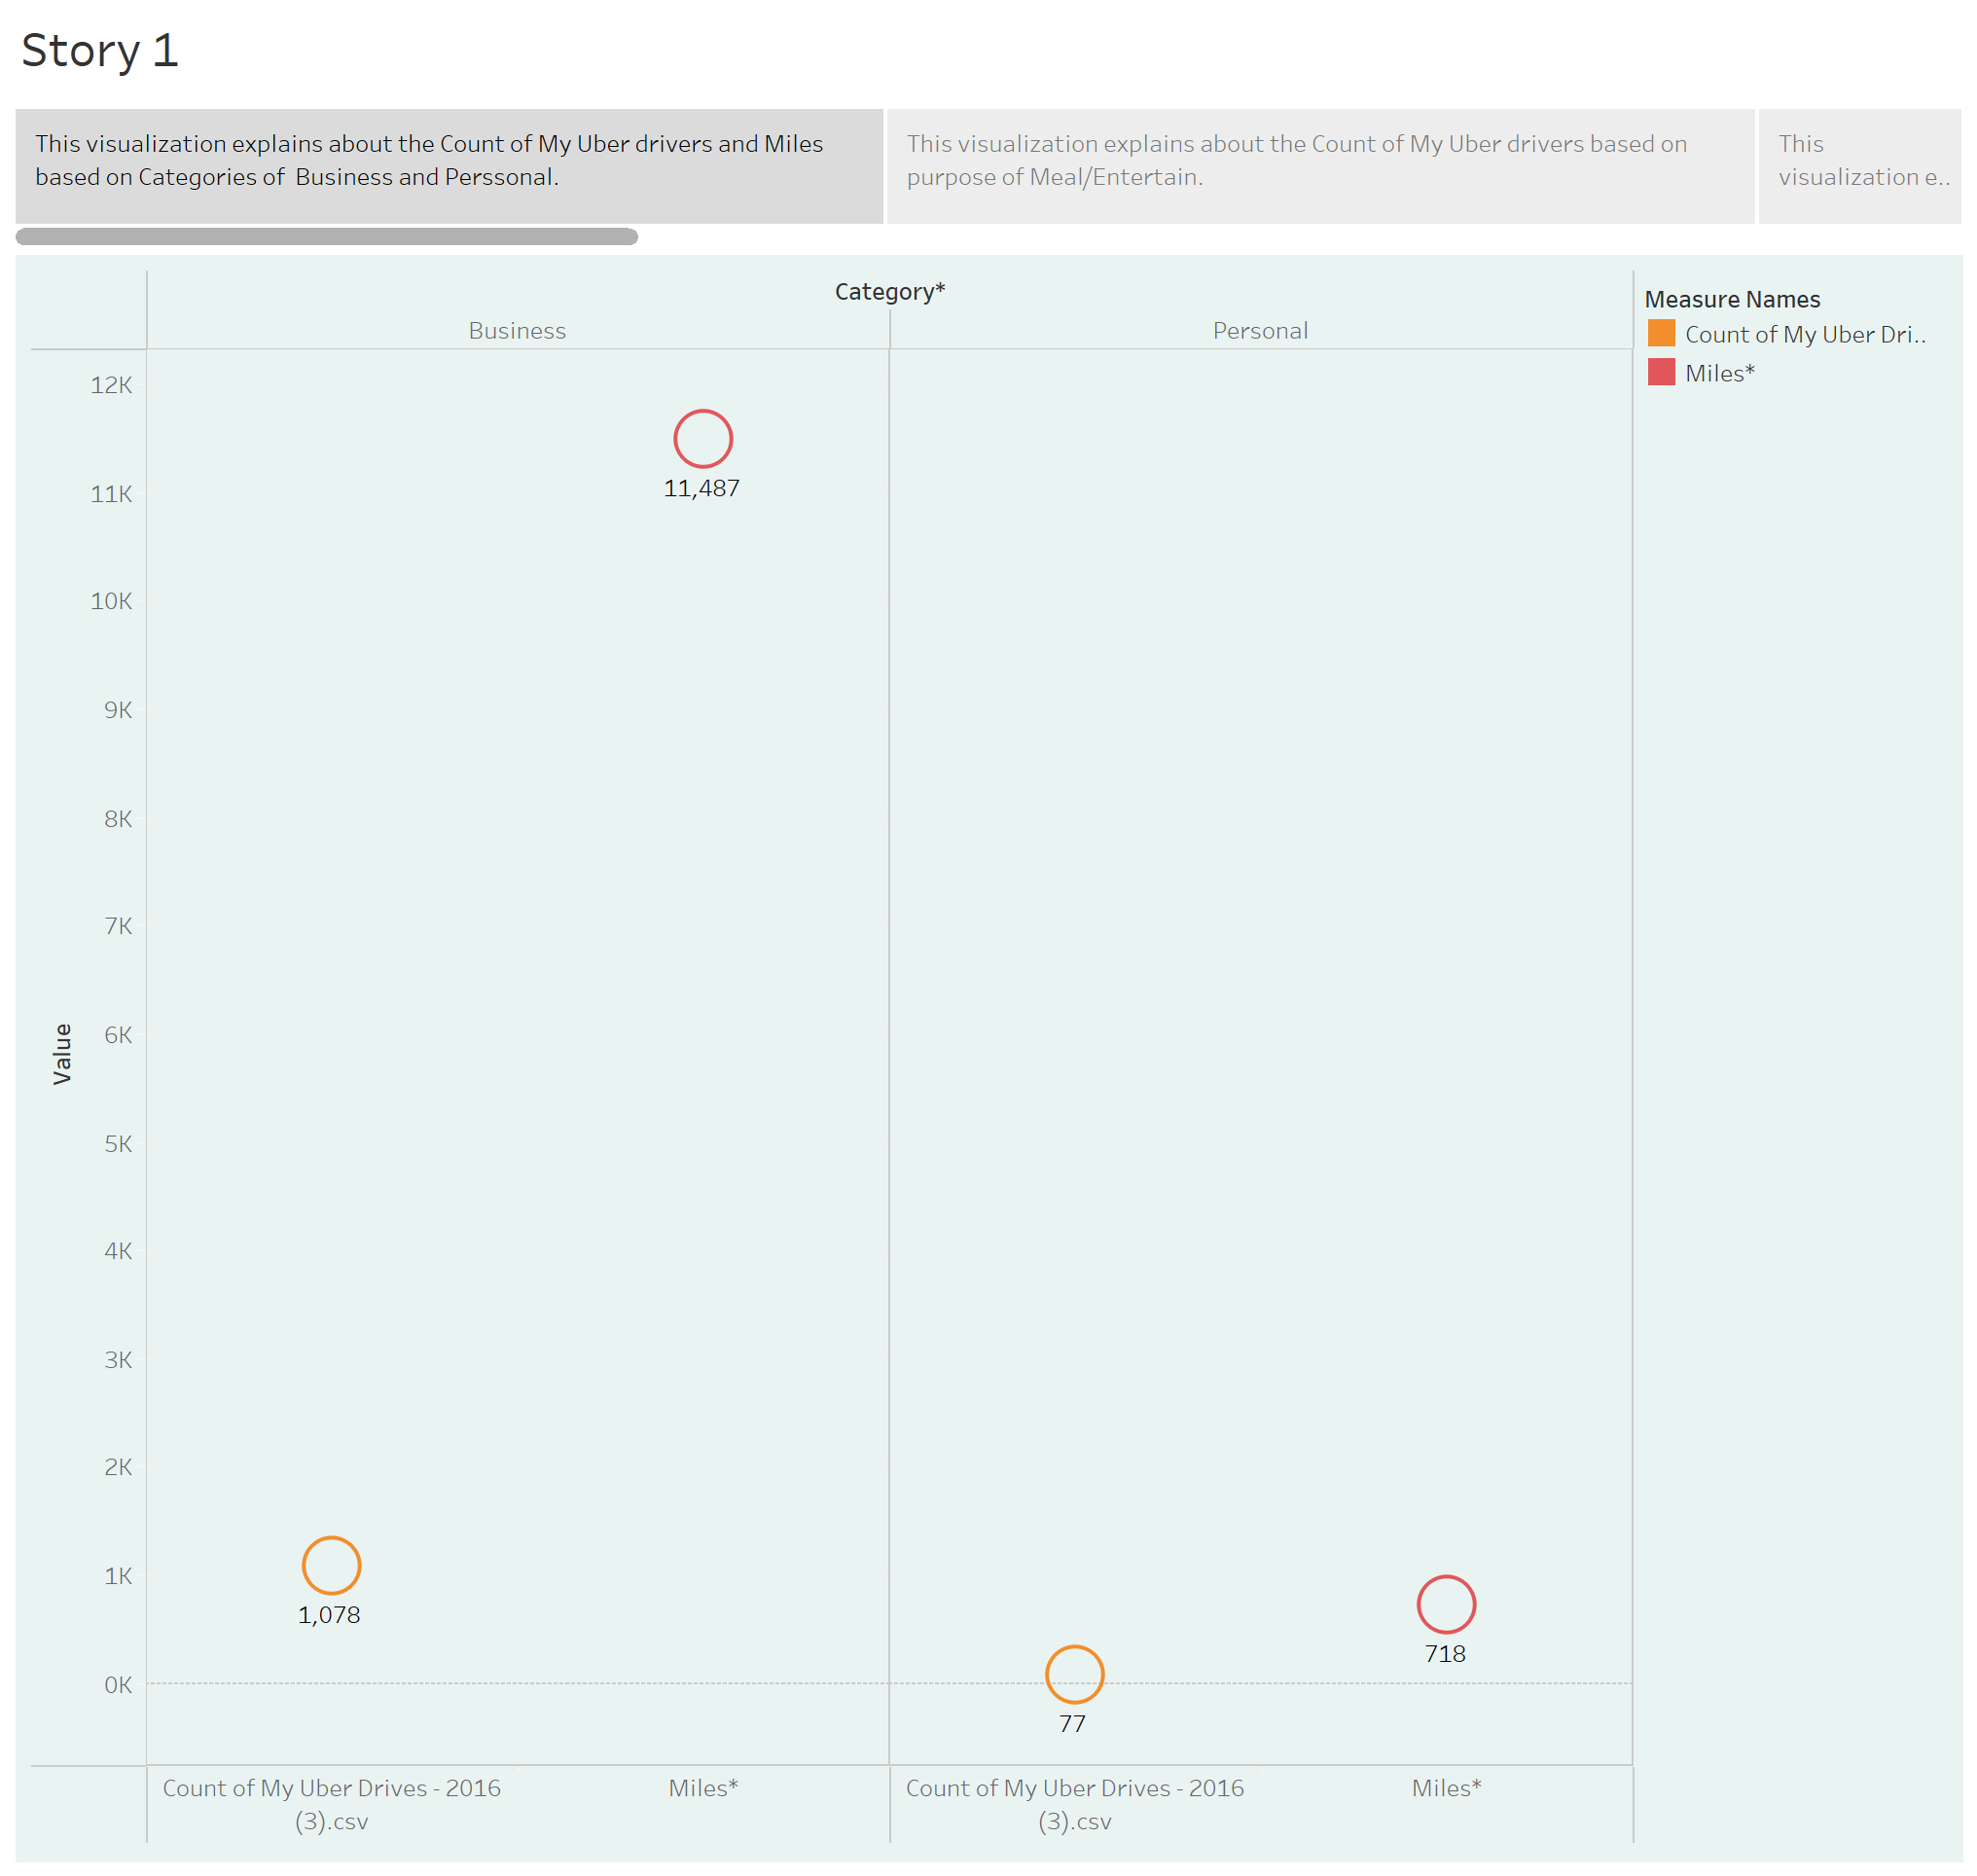 Story 1
This visualization explains about the Count of My Uber drivers and Miles
based on Categories of  Business and Perssonal.
This visualization explains about the Count of My Uber drivers based on
purpose of Meal/Entertain.
This
visualization e..
Category*
Business
Personal
Measure Names
Count of My Uber Dri..
Miles*
12K
11K
10K
9K
8K
7K
6K
5K
4K
3K
2K
1K
0K
Value
11,487
1,078
718
77
Count of My Uber Drives - 2016
(3).csv
Miles*
Count of My Uber Drives - 2016
(3).csv
Miles*